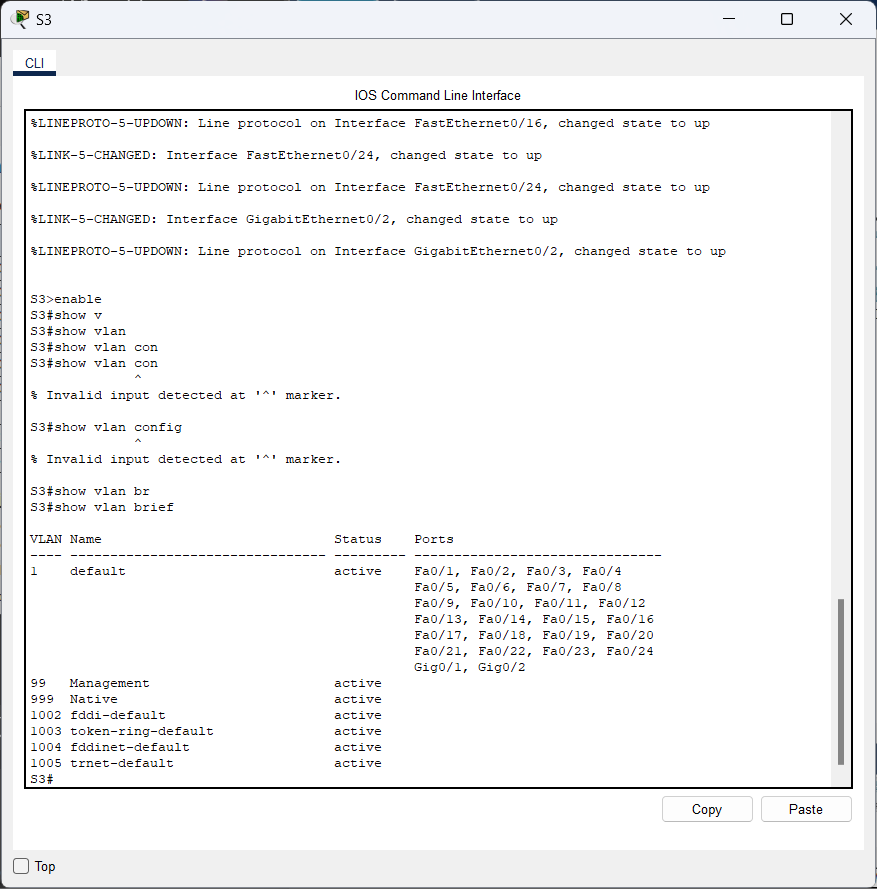 S3
CLI
IOS Command Line Interface
%LINEPROTO-5-UPDOWN: Line protocol on Interface FastEthernet0/16, changed state to up
%LINK-5-CHANGED: Interface FastEthernet0/24, changed state to up
%LINEPROTO-5-UPDOWN: Line protocol on Interface FastEthernet0/24, changed state to up
%LINK-5-CHANGED: Interface GigabitEthernet0/2, changed state to up
%LINEPROTO-5-UPDOWN: Line protocol on Interface GigabitEthernet0/2, changed state to up
S3>enable
S3#show v
S3#show vlan
S3#show vlan con
S3#show vlan con
^
% Invalid input detected at '^' marker.
S3#show vlan config
^
% Invalid input detected at '^' marker.
S3#show vlan br
S3#show vlan brief
VLAN Name                             Status    Ports
---- -------------------------------- --------- -------------------------------
1    default                          active    Fa0/1, Fa0/2, Fa0/3, Fa0/4
                                                Fa0/5, Fa0/6, Fa0/7, Fa0/8
                                                Fa0/9, Fa0/10, Fa0/11, Fa0/12
                                                Fa0/13, Fa0/14, Fa0/15, Fa0/16
                                                Fa0/17, Fa0/18, Fa0/19, Fa0/20
                                                Fa0/21, Fa0/22, Fa0/23, Fa0/24
                                                Gig0/1, Gig0/2
99   Management                       active
999  Native                           active
1002 fddi-default                     active
1003 token-ring-default               active
1004 fddinet-default                  active
1005 trnet-default                    active
S3#
Copy
Paste
Top